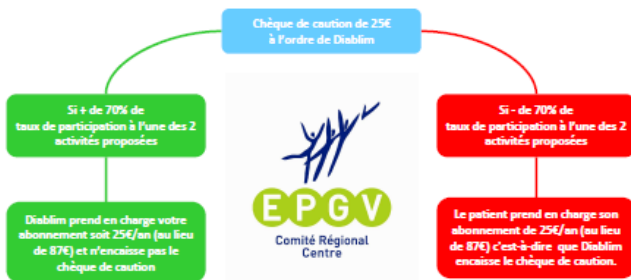 Chèque de caution de 25€
à l'ordre de Diablim
Si + de 70% de
taux de participation à l'une des 2
activités proposées
Si - de 70% de
taux de participation à l'une des 2
activités proposées
Diablim prend en charge votre
abonnement soit 25€/an (au lieu
de 87€) et n'encaisse pas le
chèque de caution
Le patient prend en charge son
abonnement de 25€/an (au lieu
de 87€) c'est-à-dire que Diablim
encaisse le chèque de caution.
EPGV
Comité Régional
Centre